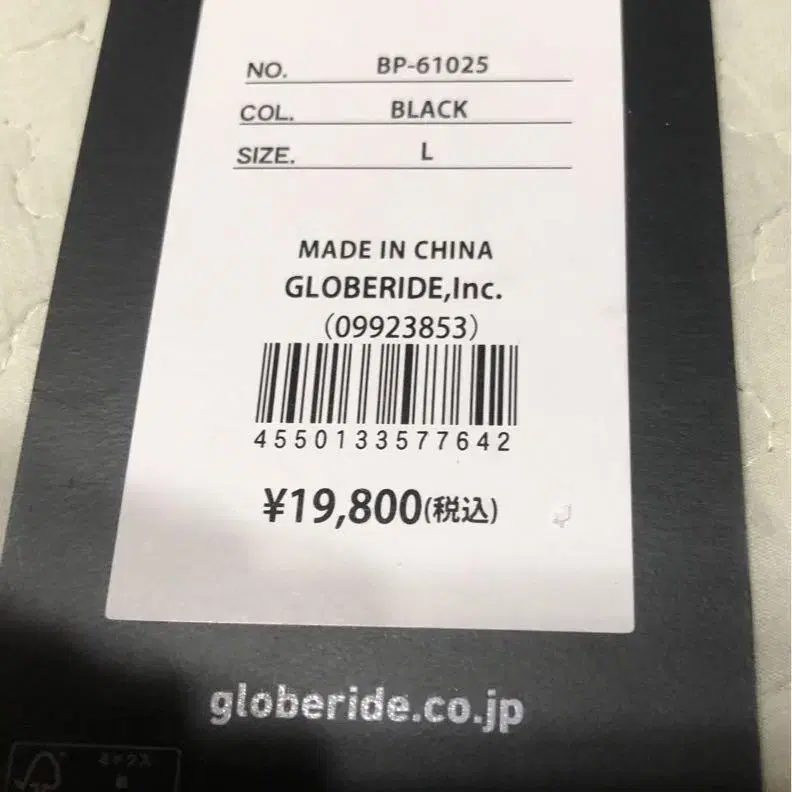 NO. BP-61025
COL. BLACK
SIZE. L
MADE IN CHINA
GLOBERIDE,Inc.
(09923853)
4550133577642
¥19,800(税込)
globeride.co.jp